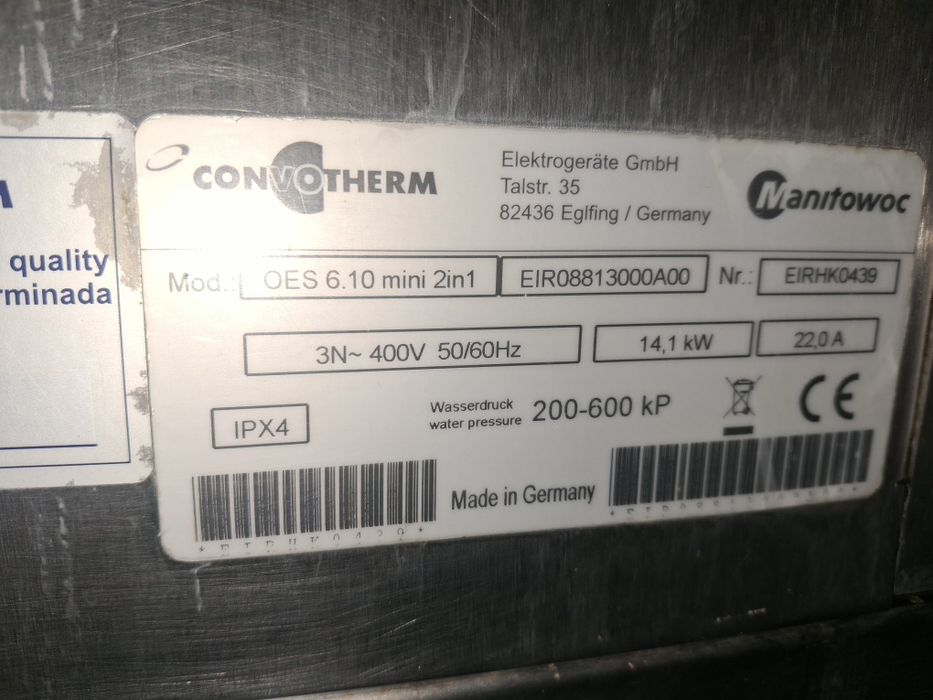 quality
rminada
CONVOTHERM
Elektrogeräte GmbH
Talstr. 35
82436 Eglfing / Germany
Manitowoc
Mod.: OES 6.10 mini 2in1 EIR08813000A00 Nr.: EIRHK0439
3N~ 400V 50/60Hz 14,1 kW 22,0 A
IPX4
Wasserdruck
water pressure
200-600 kP
CE
Made in Germany